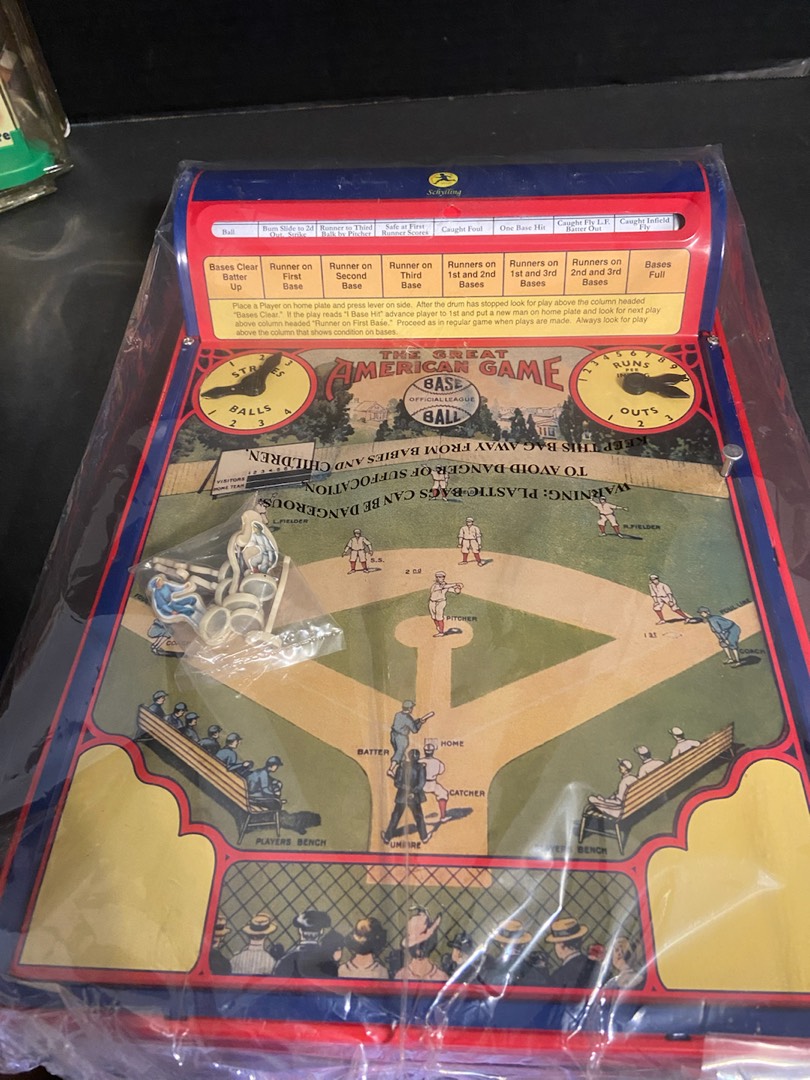 Schylling
Ball
Bum Slide to 2d
Out. Strike
Runner to Third
Balk by Pitcher
Safe at First
Runner Scores
Caught Foul
One Base Hit
Caught Fly L.F.
Batter Out
Caught Infield
Fly
Bases Clear
Batter
Up
Runner on
First
Base
Runner on
Second
Base
Runner on
Third
Base
Runners on
1st and 2nd
Bases
Runners on
1st and 3rd
Bases
Runners on
2nd and 3rd
Bases
Bases
Full
Place a Player on home plate and press lever on side. After the drum has stopped look for play above the column headed
"Bases Clear." If the play reads "I Base Hit" advance player to 1st and put a new man on home plate and look for next play
above column headed "Runner on First Base." Proceed as in regular game when plays are made. Always look for play
above the column that shows condition on bases.
1 2 3
STRIKES
BALLS
1 2 3 4
THE GREAT
AMERICAN GAME
BASE
OFFICIAL LEAGUE
BALL
1 2 3 4 5 6 7 8 9
RUNS
PER
OUTS
1 2 3
WARNING: PLASTIC BAGS CAN BE DANGEROUS.
TO AVOID DANGER OF SUFFOCATION,
KEEP THIS BAG AWAY FROM BABIES AND CHILDREN.
VISITORS
HOME TEAM
L.FIELDER
R.FIELDER
S.S.
PITCHER
COACH
BATTER
HOME
CATCHER
UMPIRE
PLAYERS BENCH
BENCH